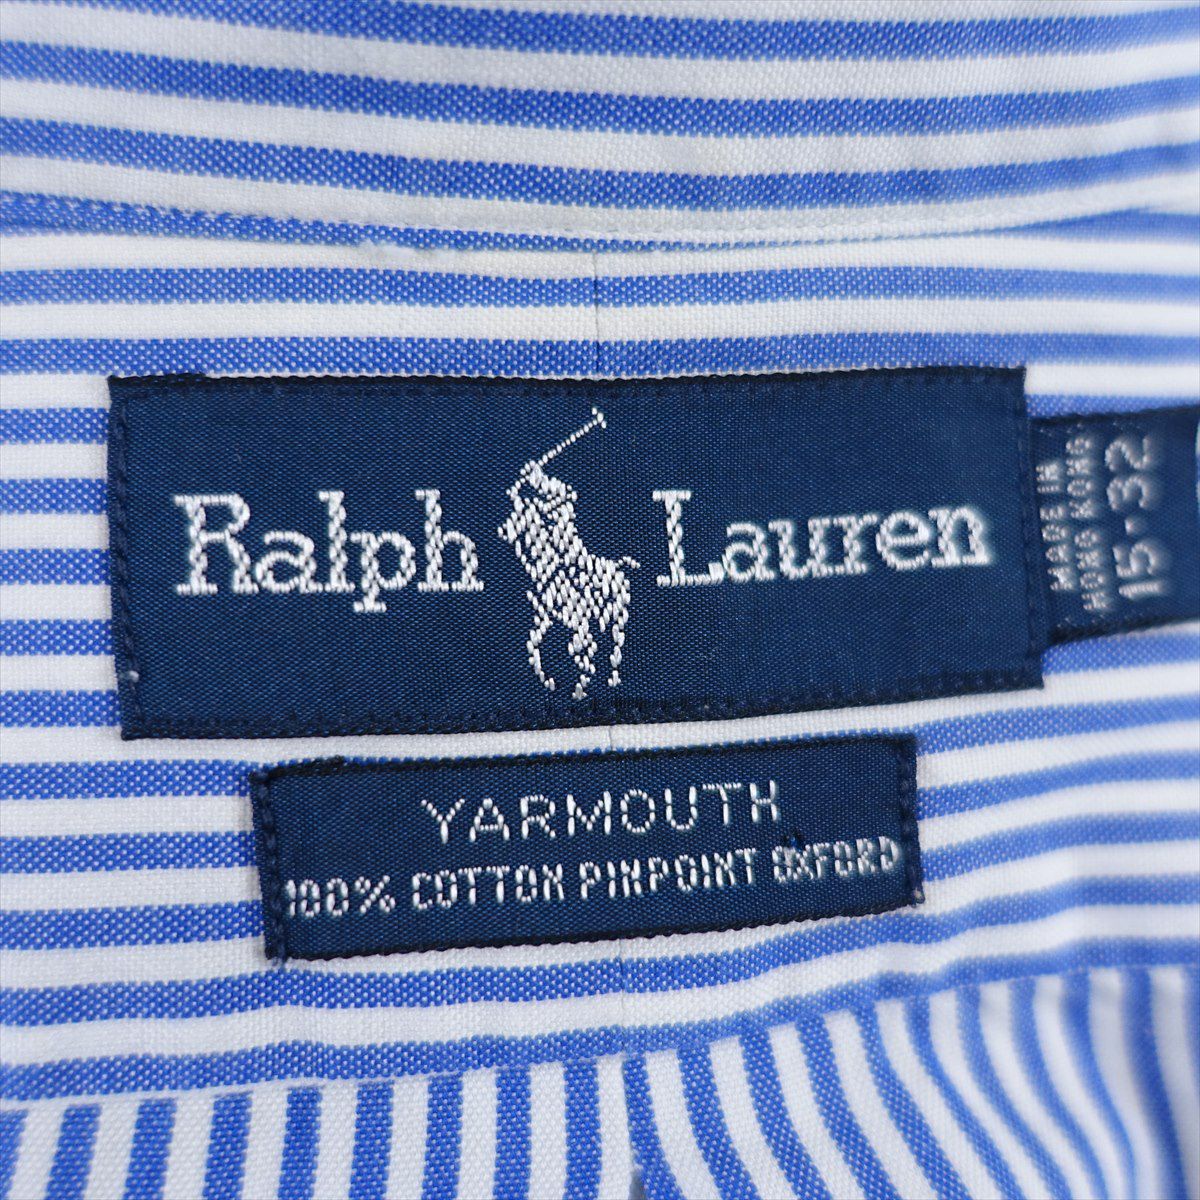 Ralph Lauren
MADE IN
HONG KONG
15-32
YARMOUTH
100% COTTON PINPOINT OXFORD